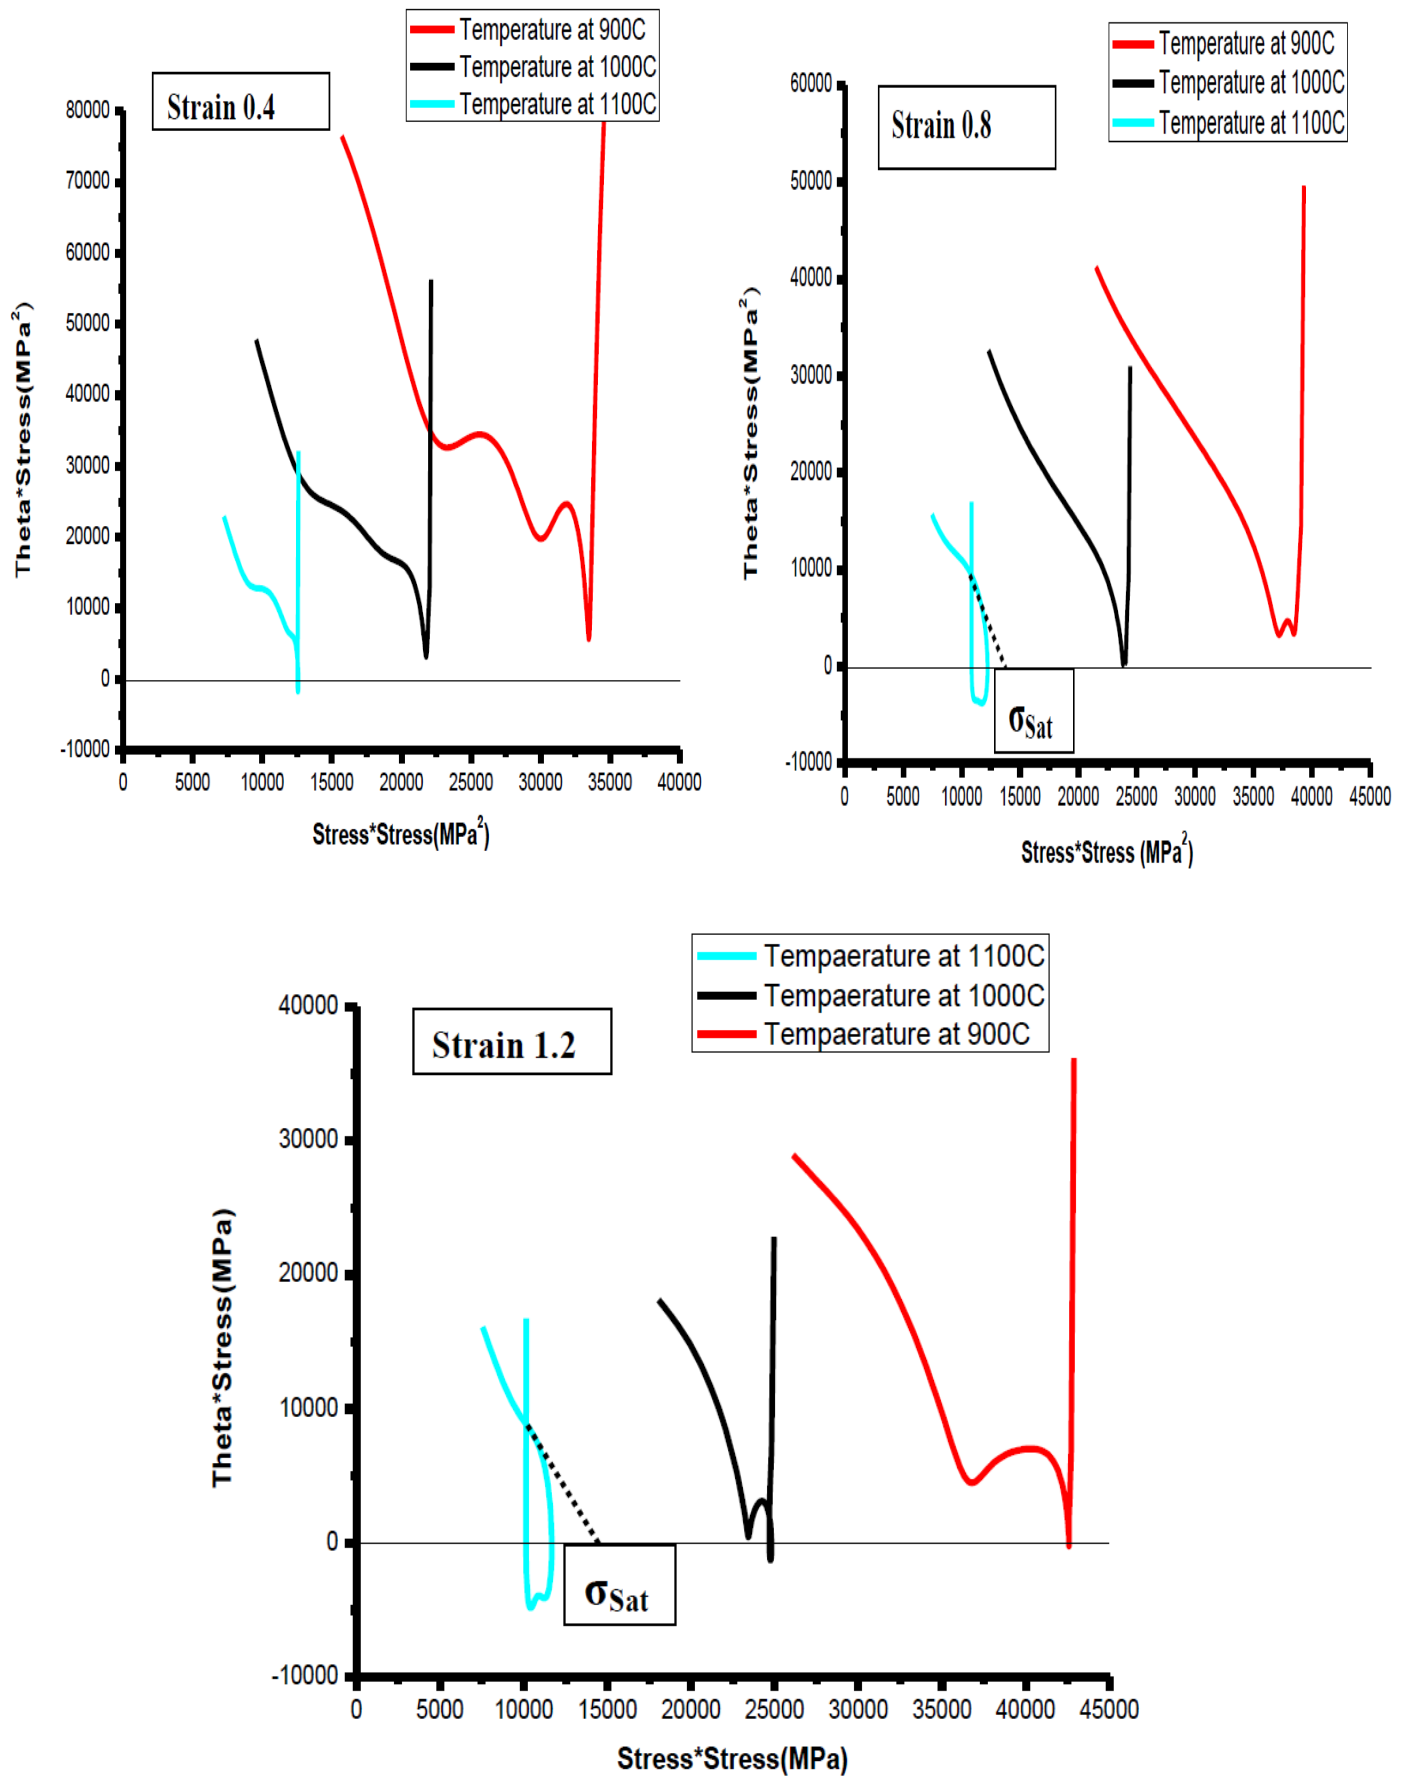 Temperature at 900C
Temperature at 1000C
Temperature at 1100C
Strain 0.4
80000
70000
60000
50000
40000
30000
20000
10000
0
-10000
Theta*Stress(MPa²)
0 5000 10000 15000 20000 25000 30000 35000 40000
Stress*Stress(MPa²)
Temperature at 900C
Temperature at 1000C
Temperature at 1100C
Strain 0.8
60000
50000
40000
30000
20000
10000
0
-10000
Theta*Stress(MPa²)
σSat
0 5000 10000 15000 20000 25000 30000 35000 40000 45000
Stress*Stress (MPa²)
Tempaerature at 1100C
Tempaerature at 1000C
Tempaerature at 900C
Strain 1.2
40000
30000
20000
10000
0
-10000
Theta*Stress(MPa)
σSat
0 5000 10000 15000 20000 25000 30000 35000 40000 45000
Stress*Stress(MPa)